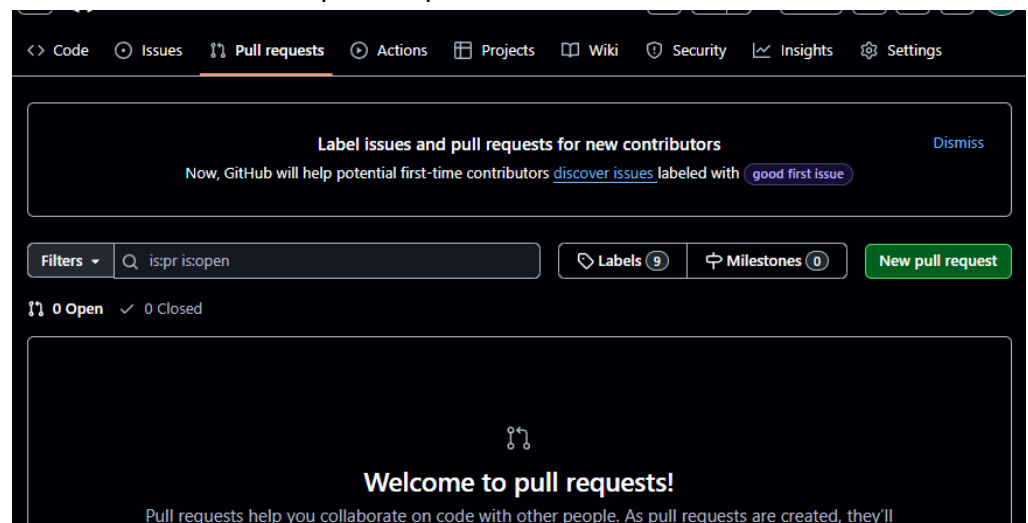 Code Issues Pull requests Actions Projects Wiki Security Insights Settings
Label issues and pull requests for new contributors
Dismiss
Now, GitHub will help potential first-time contributors discover issues labeled with good first issue
Filters is:pr is:open Labels 9 Milestones 0 New pull request
0 Open 0 Closed
Welcome to pull requests!
Pull requests help you collaborate on code with other people. As pull requests are created, they'll